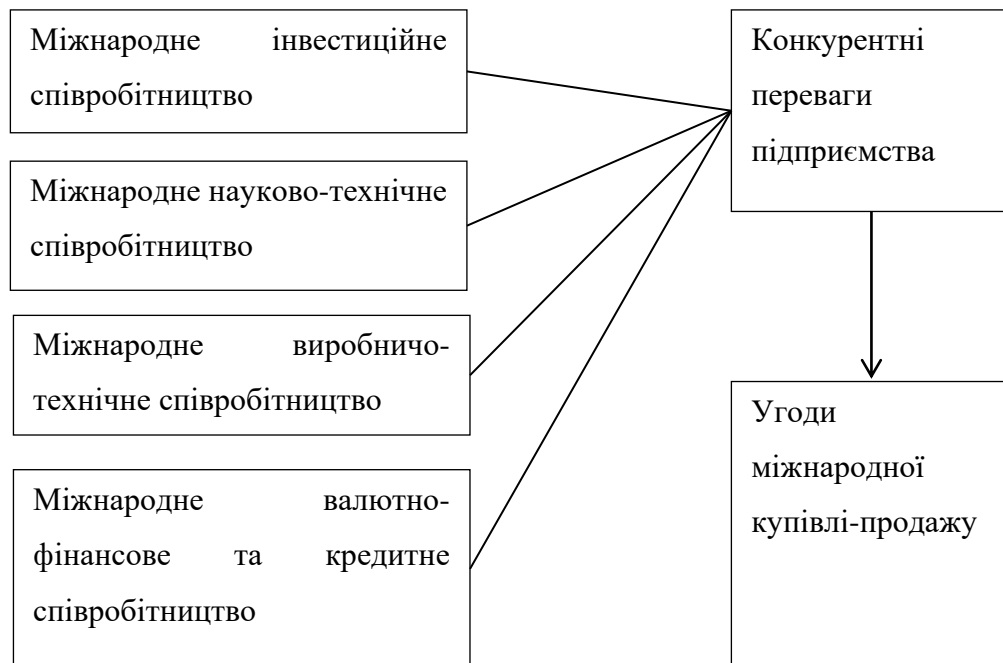 Міжнародне інвестиційне
співробітництво
Міжнародне науково-технічне
співробітництво
Міжнародне виробничо-
технічне співробітництво
Міжнародне валютно-
фінансове та кредитне
співробітництво
Конкурентні
переваги
підприємства
Угоди
міжнародної
купівлі-продажу